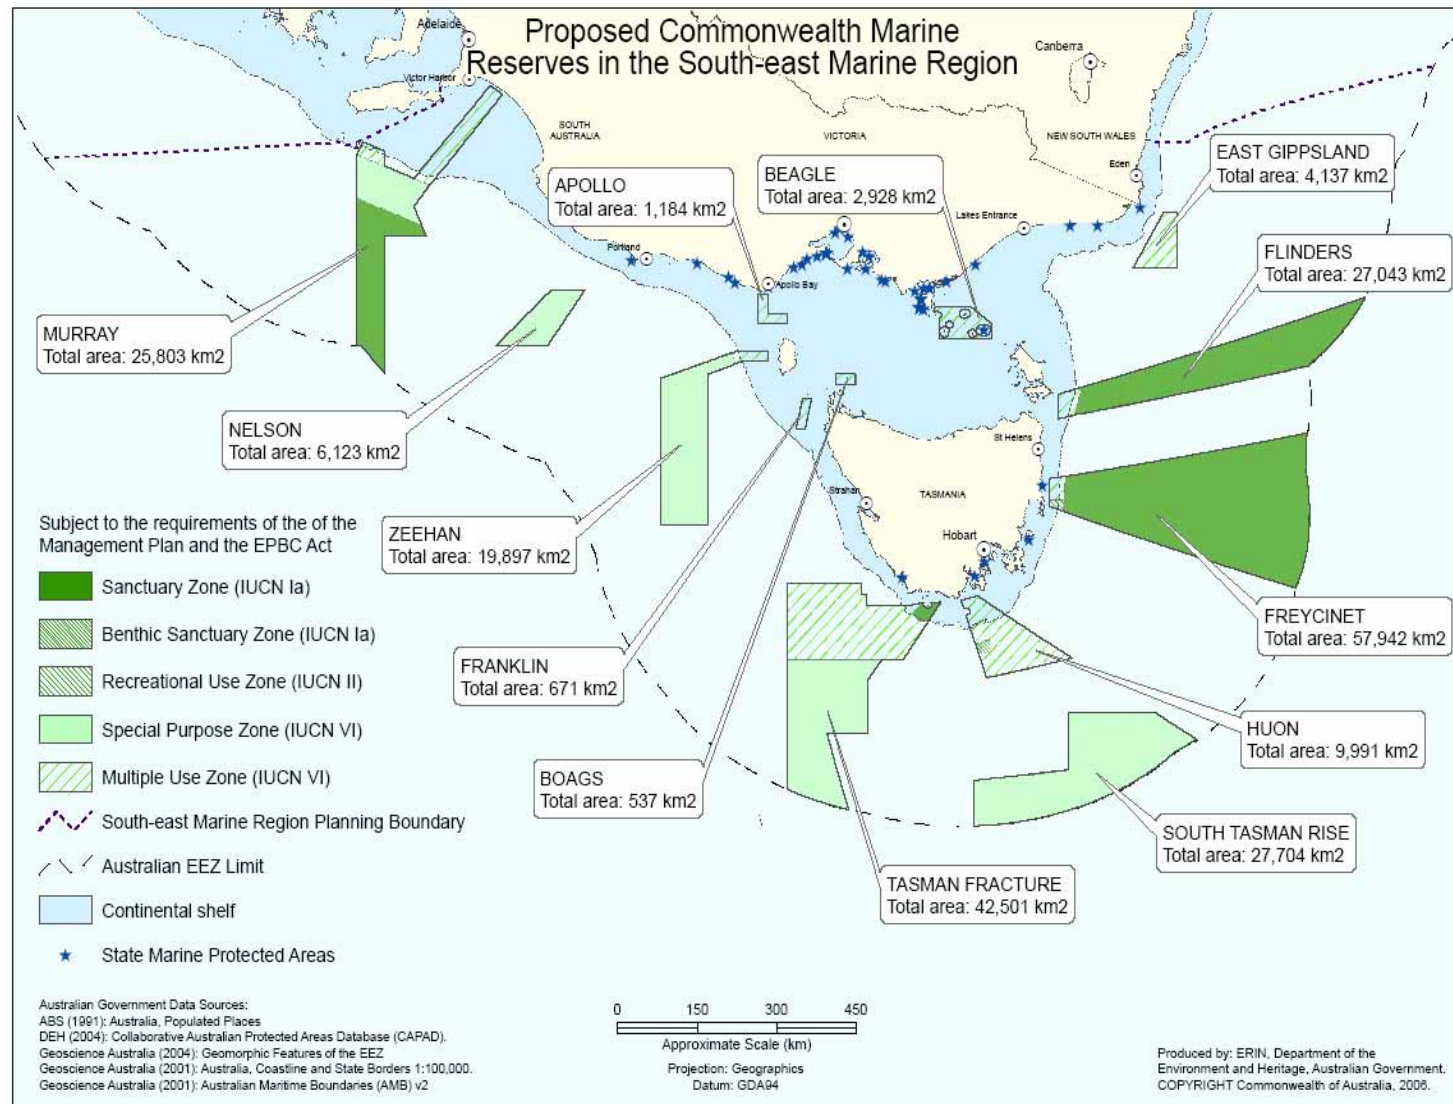 Proposed Commonwealth Marine
Reserves in the South-east Marine Region
Adelaide
Victor Harbor
Canberra
SOUTH
AUSTRALIA
VICTORIA
NEW SOUTH WALES
Eden
EAST GIPPSLAND
Total area: 4,137 km2
BEAGLE
Total area: 2,928 km2
APOLLO
Total area: 1,184 km2
Lakes Entrance
Portland
Apollo Bay
FLINDERS
Total area: 27,043 km2
MURRAY
Total area: 25,803 km2
NELSON
Total area: 6,123 km2
St Helens
Strahan
TASMANIA
Hobart
ZEEHAN
Total area: 19,897 km2
FREYCINET
Total area: 57,942 km2
FRANKLIN
Total area: 671 km2
HUON
Total area: 9,991 km2
BOAGS
Total area: 537 km2
SOUTH TASMAN RISE
Total area: 27,704 km2
TASMAN FRACTURE
Total area: 42,501 km2
Subject to the requirements of the of the
Management Plan and the EPBC Act
Sanctuary Zone (IUCN Ia)
Benthic Sanctuary Zone (IUCN Ia)
Recreational Use Zone (IUCN II)
Special Purpose Zone (IUCN VI)
Multiple Use Zone (IUCN VI)
South-east Marine Region Planning Boundary
Australian EEZ Limit
Continental shelf
State Marine Protected Areas
Australian Government Data Sources:
ABS (1991): Australia, Populated Places
DEH (2004): Collaborative Australian Protected Areas Database (CAPAD).
Geoscience Australia (2004): Geomorphic Features of the EEZ
Geoscience Australia (2001): Australia, Coastline and State Borders 1:100,000.
Geoscience Australia (2001): Australian Maritime Boundaries (AMB) v2
0 150 300 450
Approximate Scale (km)
Projection: Geographics
Datum: GDA94
Produced by: ERIN, Department of the
Environment and Heritage, Australian Government.
COPYRIGHT Commonwealth of Australia, 2006.